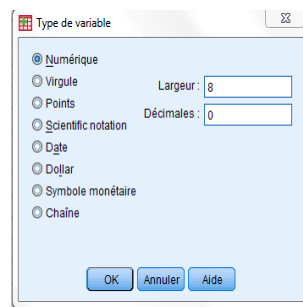 Type de variable
Numérique
Virgule
Points
Scientific notation
Date
Dollar
Symbole monétaire
Chaîne
Largeur : 8
Décimales : 0
OK Annuler Aide